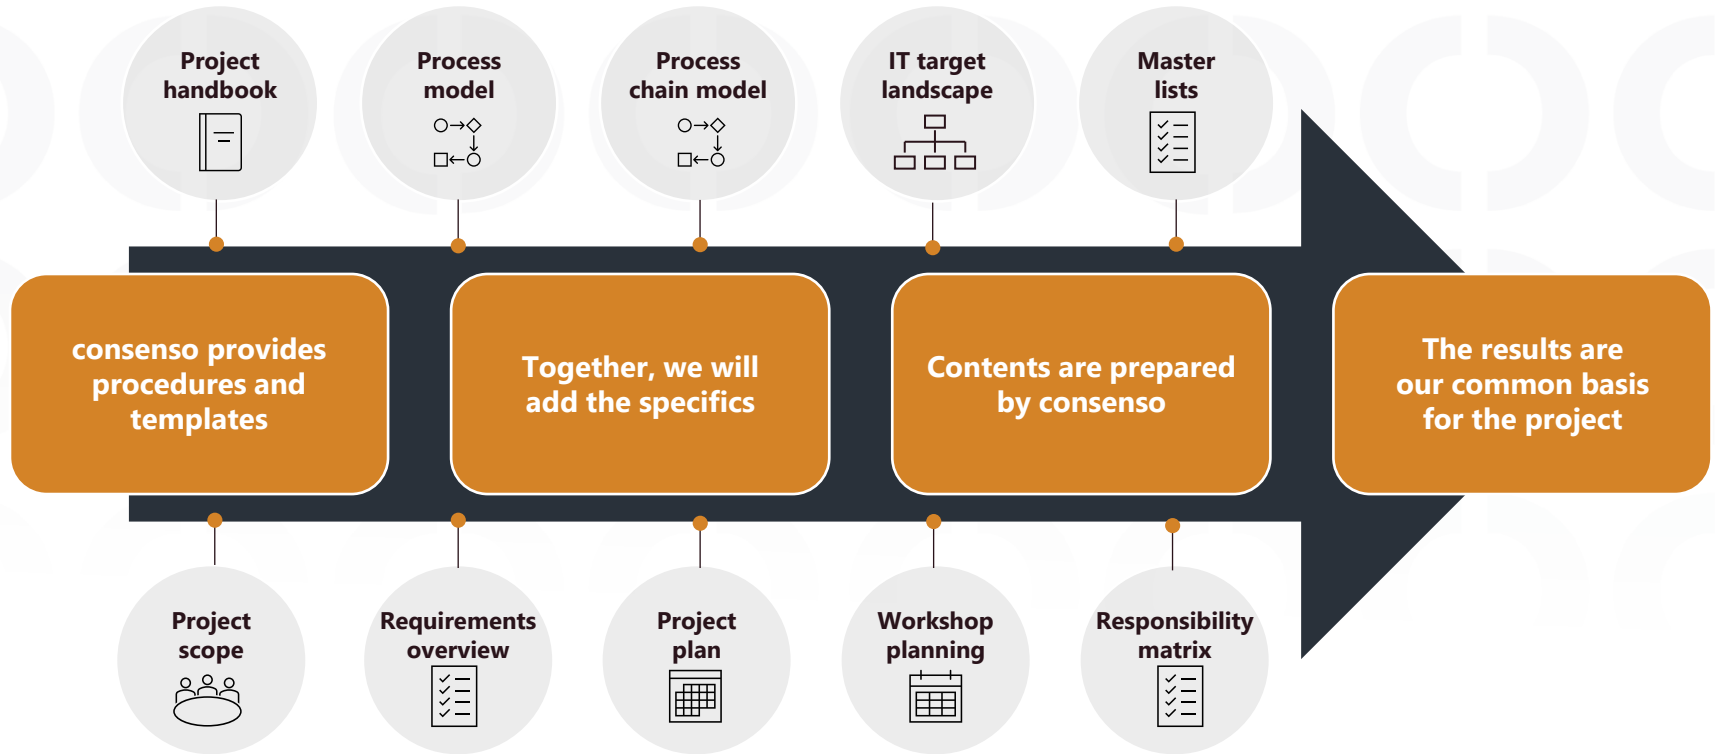 Project
handbook
Process
model
Process
chain model
IT target
landscape
Master
lists
consenso provides
procedures and
templates
Together, we will
add the specifics
Contents are prepared
by consenso
The results are
our common basis
for the project
Project
scope
Requirements
overview
Project
plan
Workshop
planning
Responsibility
matrix